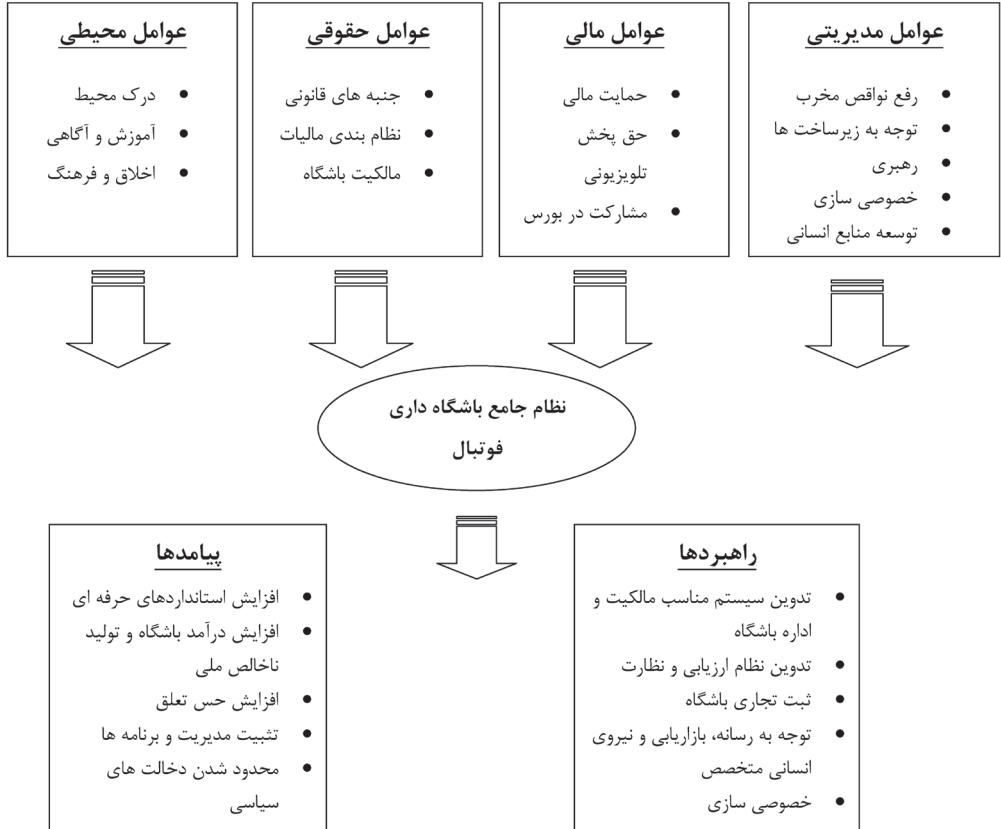 عوامل مدیریتی
رفع نواقص مخرب
توجه به زیرساخت ها
رهبری
خصوصی سازی
توسعه منابع انسانی
عوامل مالی
حمایت مالی
حق پخش
تلویزیونی
مشارکت در بورس
عوامل حقوقی
جنبه های قانونی
نظام بندی مالیات
مالکیت باشگاه
عوامل محیطی
درک محیط
آموزش و آگاهی
اخلاق و فرهنگ
نظام جامع باشگاه داری
فوتبال
راهبردها
تدوین سیستم مناسب مالکیت و
اداره باشگاه
تدوین نظام ارزیابی و نظارت
ثبت تجاری باشگاه
توجه به رسانه، بازاریابی و نیروی
انسانی متخصص
خصوصی سازی
پیامدها
افزایش استانداردهای حرفه ای
افزایش درآمد باشگاه و تولید
ناخالص ملی
افزایش حس تعلق
تثبیت مدیریت و برنامه ها
محدود شدن دخالت های
سیاسی